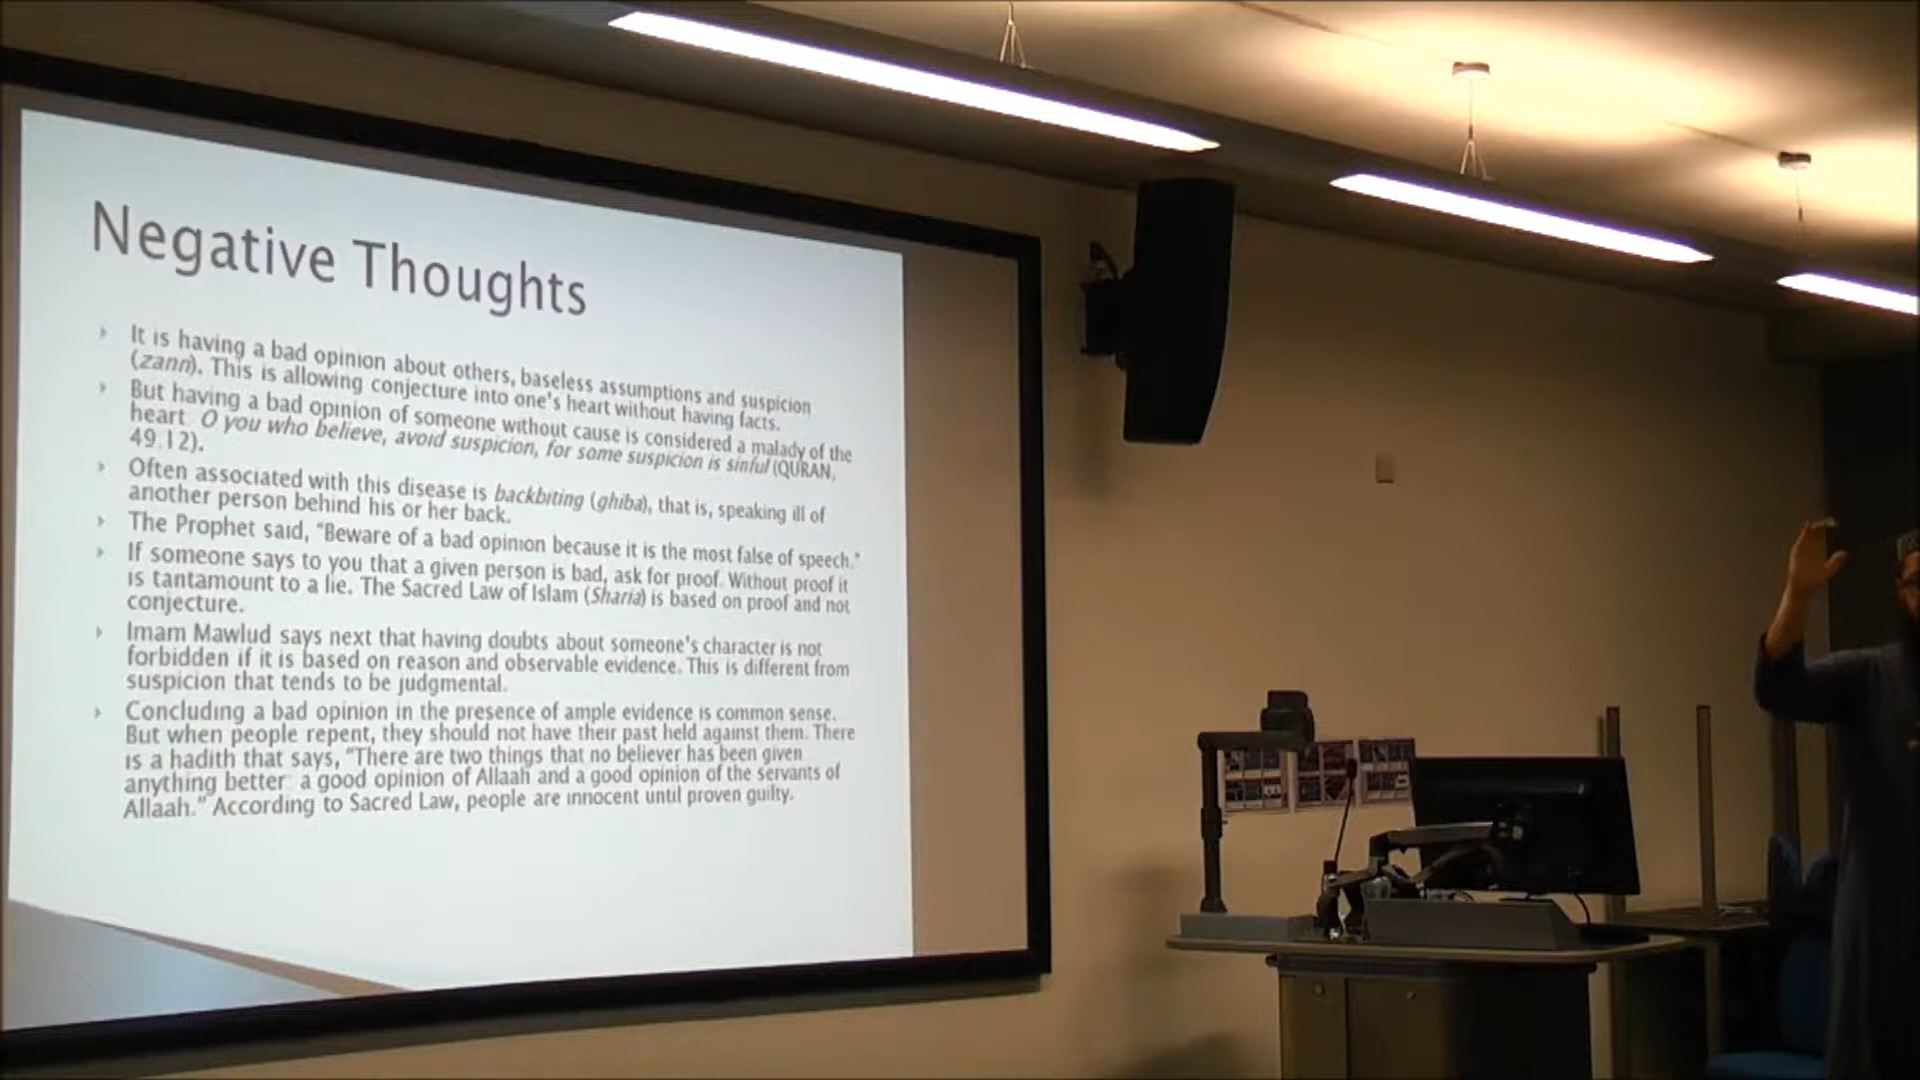 Negative Thoughts
It is having a bad opinion about others, baseless assumptions and suspicion
(zann). This is allowing conjecture into one's heart without having facts.
But having a bad opinion of someone without cause is considered a malady of the
heart O you who believe, avoid suspicion, for some suspicion is sinful (QURAN,
49.12).
Often associated with this disease is backbiting (ghiba), that is, speaking ill of
another person behind his or her back.
The Prophet said, "Beware of a bad opinion because it is the most false of speech."
If someone says to you that a given person is bad, ask for proof. Without proof it
is tantamount to a lie. The Sacred Law of Islam (Sharia) is based on proof and not
conjecture.
Imam Mawlud says next that having doubts about someone's character is not
forbidden if it is based on reason and observable evidence. This is different from
suspicion that tends to be judgmental.
Concluding a bad opinion in the presence of ample evidence is common sense.
But when people repent, they should not have their past held against them. There
is a hadith that says, "There are two things that no believer has been given
anything better a good opinion of Allaah and a good opinion of the servants of
Allaah." According to Sacred Law, people are innocent until proven guilty.